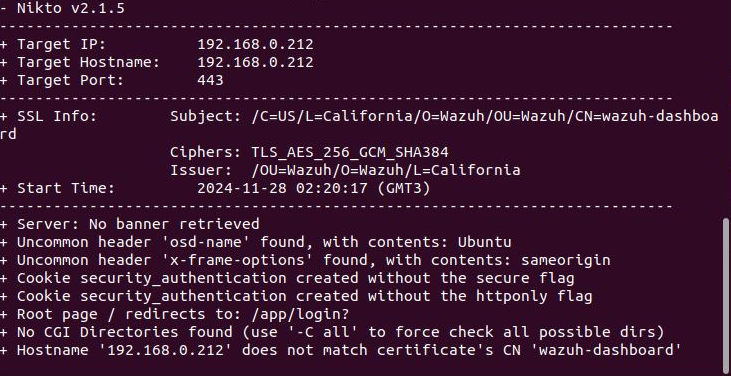 - Nikto v2.1.5
---------------------------------------------------------------------------
+ Target IP:          192.168.0.212
+ Target Hostname:    192.168.0.212
+ Target Port:        443
---------------------------------------------------------------------------
+ SSL Info:        Subject: /C=US/L=California/O=Wazuh/OU=Wazuh/CN=wazuh-dashboa
rd
                   Ciphers: TLS_AES_256_GCM_SHA384
                   Issuer:  /OU=Wazuh/O=Wazuh/L=California
+ Start Time:         2024-11-28 02:20:17 (GMT3)
---------------------------------------------------------------------------
+ Server: No banner retrieved
+ Uncommon header 'osd-name' found, with contents: Ubuntu
+ Uncommon header 'x-frame-options' found, with contents: sameorigin
+ Cookie security_authentication created without the secure flag
+ Cookie security_authentication created without the httponly flag
+ Root page / redirects to: /app/login?
+ No CGI Directories found (use '-C all' to force check all possible dirs)
+ Hostname '192.168.0.212' does not match certificate's CN 'wazuh-dashboard'